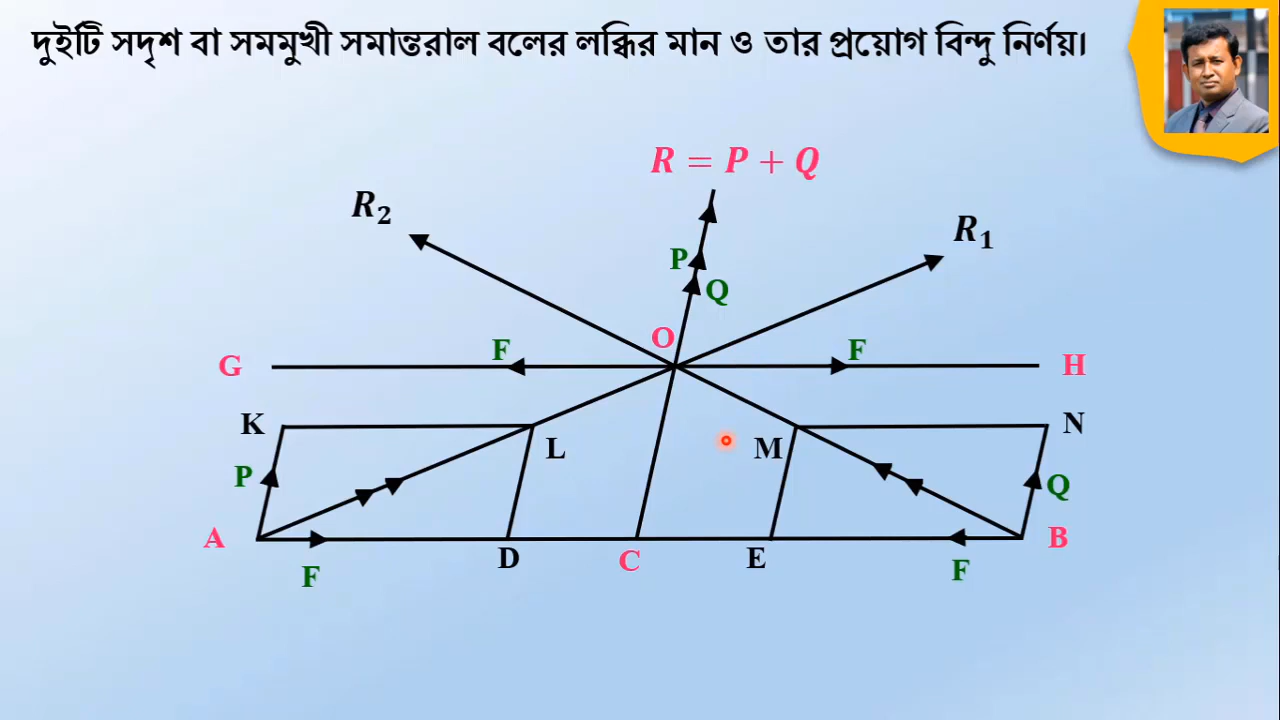 দুইটি সদৃশ বা সমমুখী সমান্তরাল বলের লব্ধির মান ও তার প্রয়োগ বিন্দু নির্ণয়।
R = P + Q
R₂
R₁
P
Q
O
G
F
F
H
K
L
M
N
P
Q
A
B
F
D
C
E
F